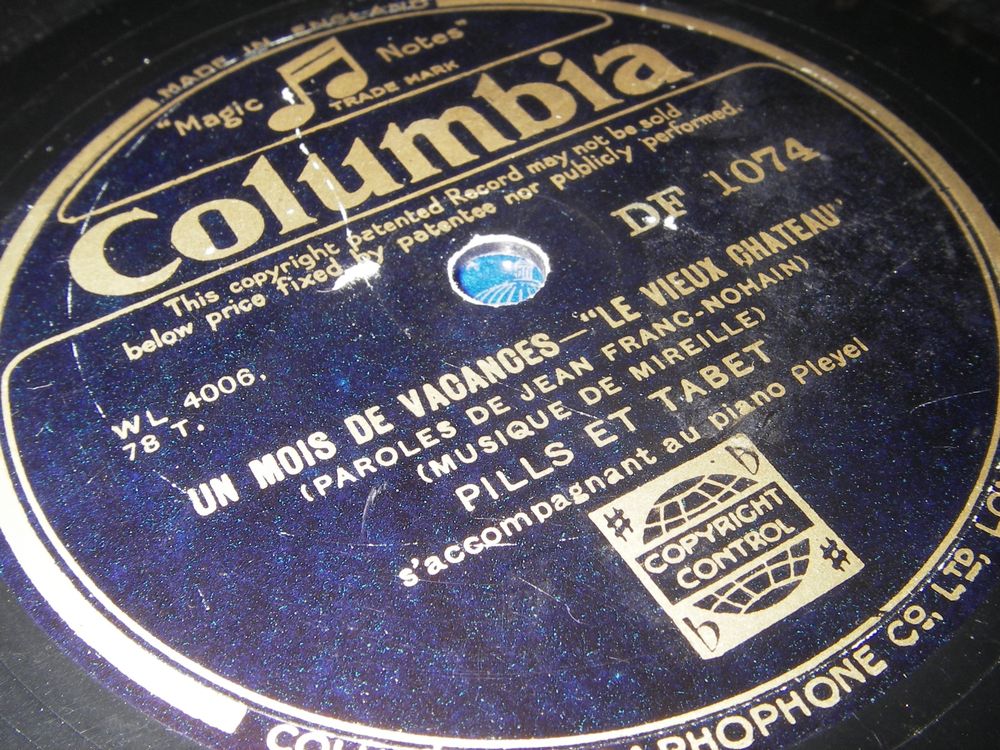 MADE IN ENGLAND
"Magic Notes"
TRADE MARK
Columbia
This copyright patented Record may not be sold
below price fixed by patentee nor publicly performed.
DF 1074
WL 4006.
78 T.
UN MOIS DE VACANCES—"LE VIEUX CHATEAU"
(PAROLES DE JEAN FRANC-NOHAIN)
(MUSIQUE DE MIREILLE)
PILLS ET TABET
s'accompagnant au piano Pleyel
COPYRIGHT
CONTROL
CO., LTD.,